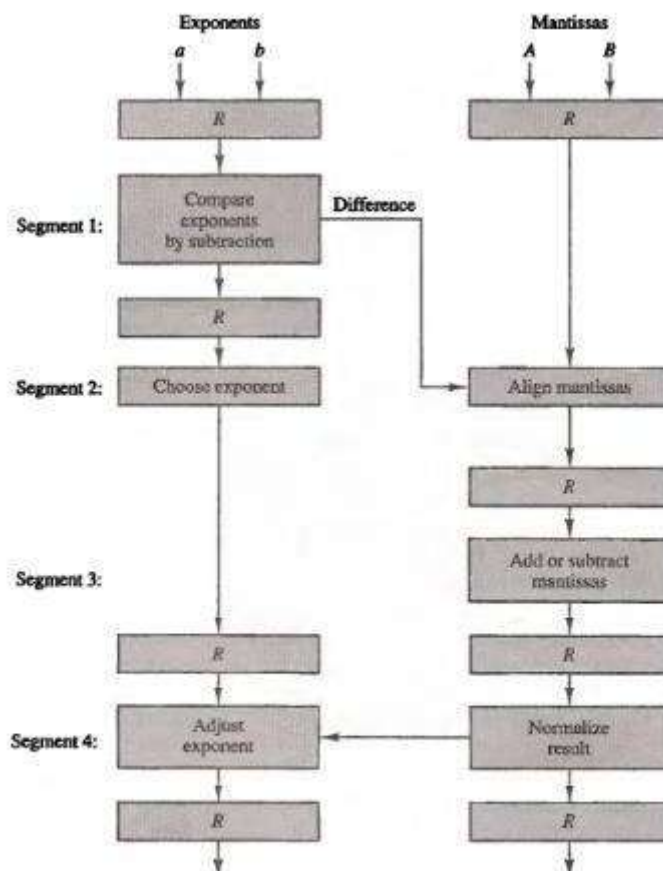 Exponents
a b
Mantissas
A B
R
R
Segment 1:
Compare
exponents
by subtraction
Difference
R
Segment 2:
Choose exponent
Align mantissas
R
Segment 3:
Add or subtract
mantissas
R
R
Segment 4:
Adjust
exponent
Normalize
result
R
R